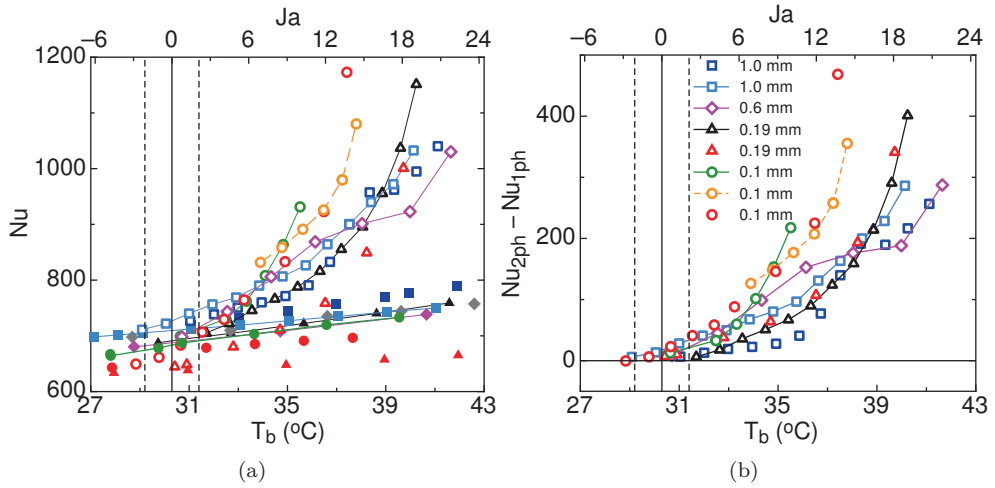 Ja
−6 0 6 12 18 24
1200
1000
800
600
Nu
27 31 35 39 43
T_b (°C)
(a)
Ja
−6 0 6 12 18 24
400
200
0
Nu_2ph − Nu_1ph
1.0 mm
1.0 mm
0.6 mm
0.19 mm
0.19 mm
0.1 mm
0.1 mm
0.1 mm
27 31 35 39 43
T_b (°C)
(b)